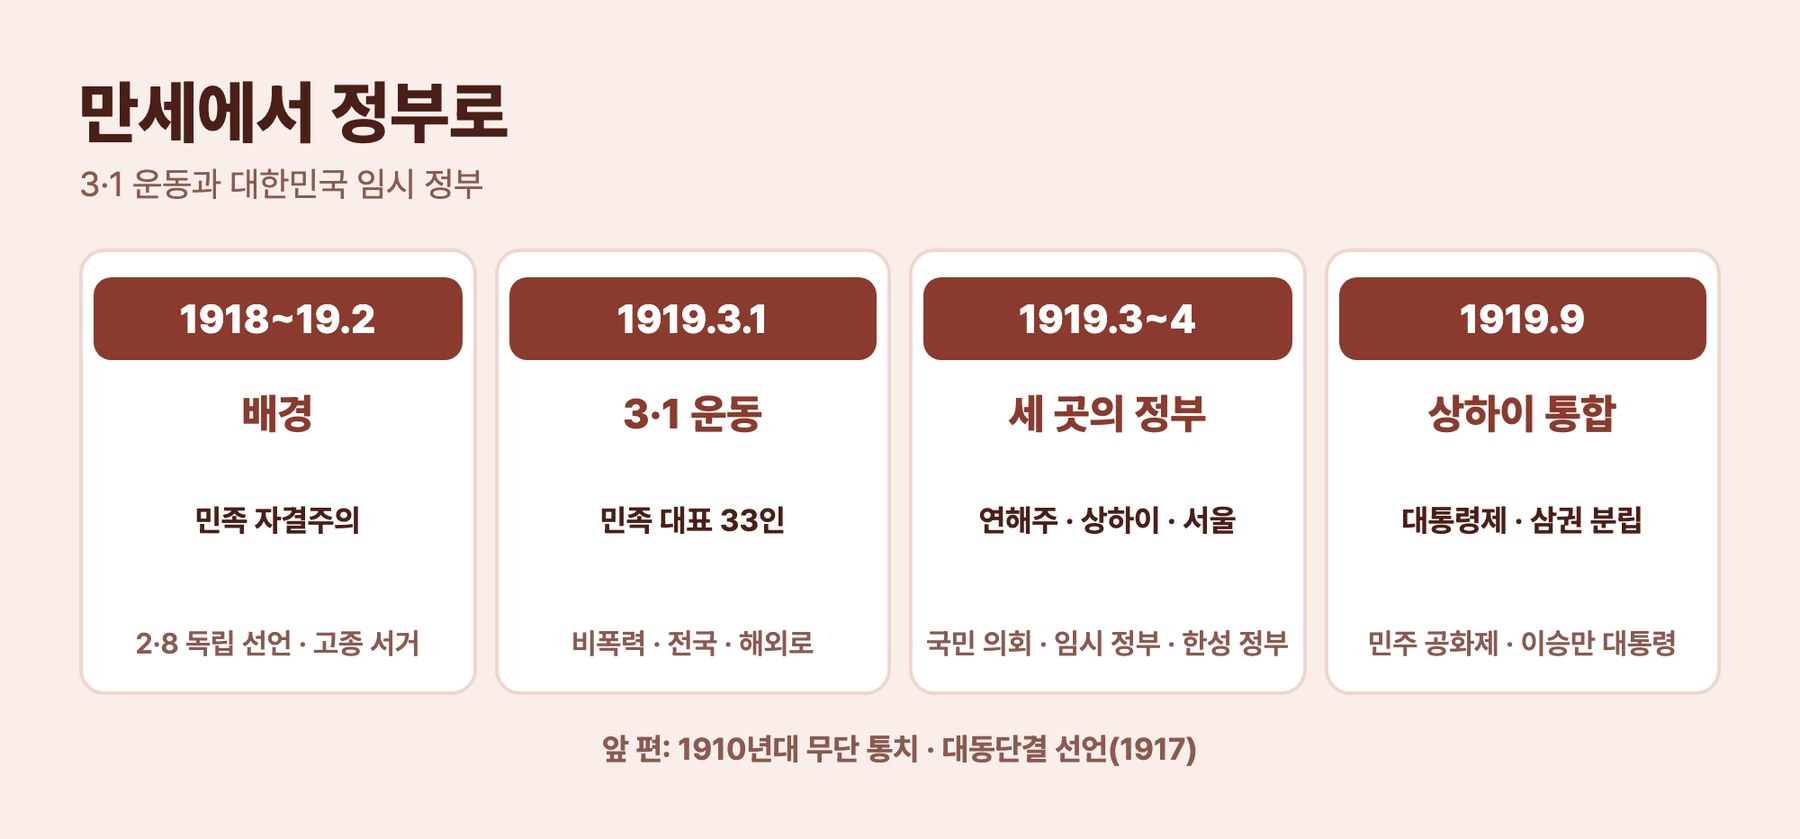 만세에서 정부로
3·1 운동과 대한민국 임시 정부
1918~19.2
배경
민족 자결주의
2·8 독립 선언 · 고종 서거
1919.3.1
3·1 운동
민족 대표 33인
비폭력 · 전국 · 해외로
1919.3~4
세 곳의 정부
연해주 · 상하이 · 서울
국민 의회 · 임시 정부 · 한성 정부
1919.9
상하이 통합
대통령제 · 삼권 분립
민주 공화제 · 이승만 대통령
앞 편: 1910년대 무단 통치 · 대동단결 선언(1917)